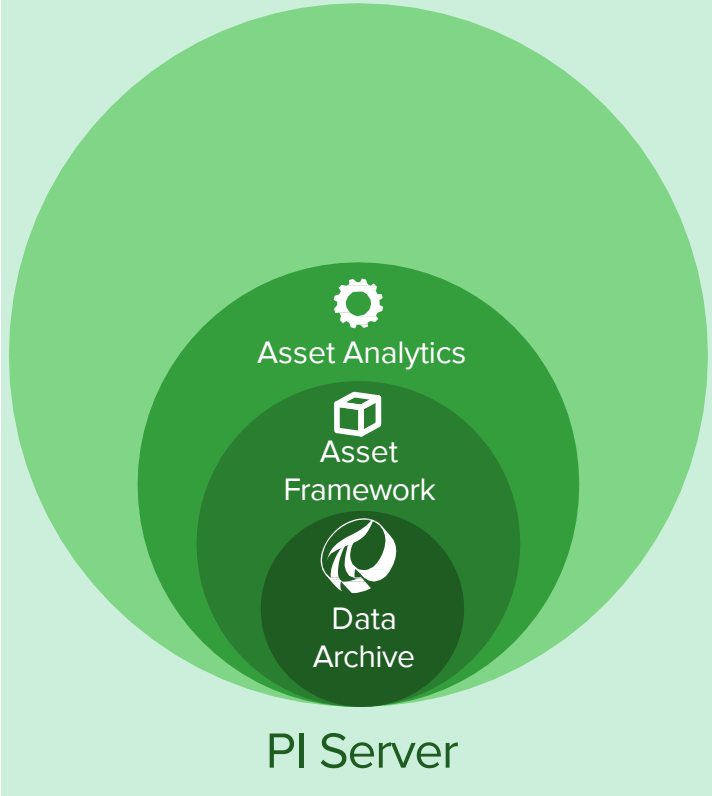 Asset Analytics
Asset
Framework
Data
Archive
PI Server